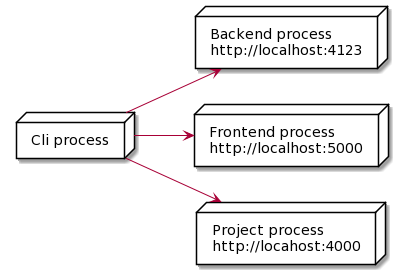 Backend process
http://localhost:4123
Cli process
Frontend process
http://localhost:5000
Project process
http://locahost:4000